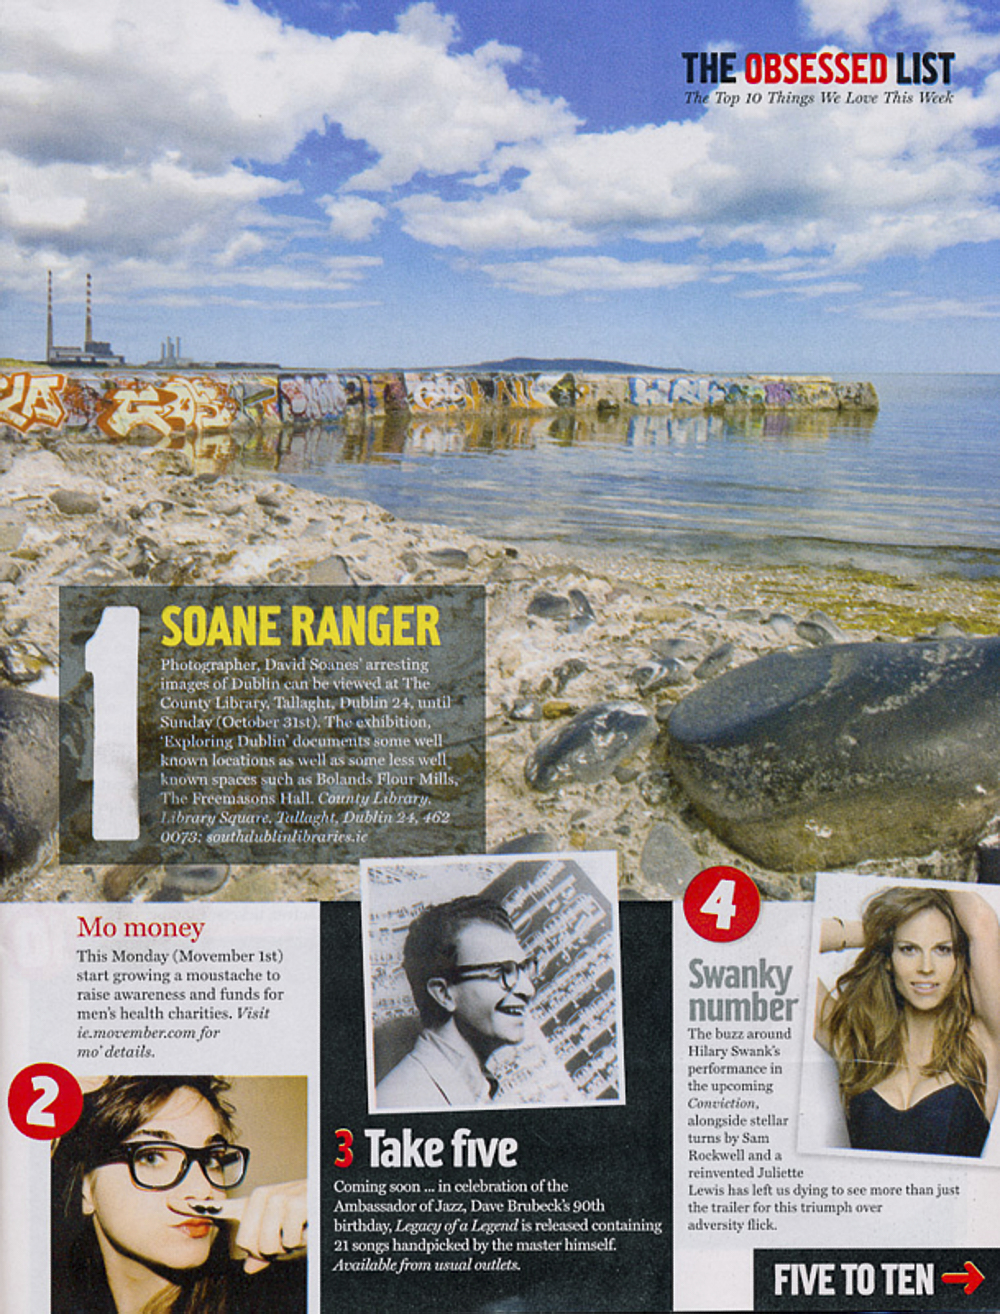 THE OBSESSED LIST
The Top 10 Things We Love This Week
1
SOANE RANGER
Photographer, David Soanes' arresting
images of Dublin can be viewed at The
County Library, Tallaght, Dublin 24, until
Sunday (October 31st). The exhibition,
'Exploring Dublin' documents some well
known locations as well as some less well
known spaces such as Bolands Flour Mills,
The Freemasons Hall. County Library,
Library Square, Tallaght, Dublin 24, 462
0073; southdublinlibraries.ie
Mo money
This Monday (Movember 1st)
start growing a moustache to
raise awareness and funds for
men's health charities. Visit
ie.movember.com for
mo' details.
2
3 Take five
Coming soon ... in celebration of the
Ambassador of Jazz, Dave Brubeck's 90th
birthday, Legacy of a Legend is released containing
21 songs handpicked by the master himself.
Available from usual outlets.
4
Swanky
number
The buzz around
Hilary Swank's
performance in
the upcoming
Conviction,
alongside stellar
turns by Sam
Rockwell and a
reinvented Juliette
Lewis has left us dying to see more than just
the trailer for this triumph over
adversity flick.
FIVE TO TEN